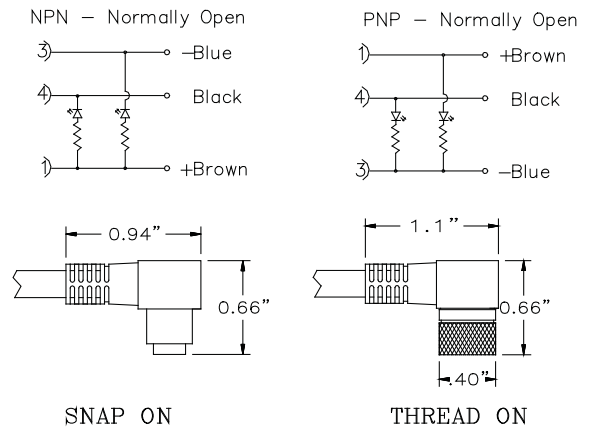 NPN - Normally Open
3 -Blue
4 Black
1 +Brown
PNP - Normally Open
1 +Brown
4 Black
3 -Blue
0.94"
0.66"
SNAP ON
1.1"
0.66"
.40"
THREAD ON